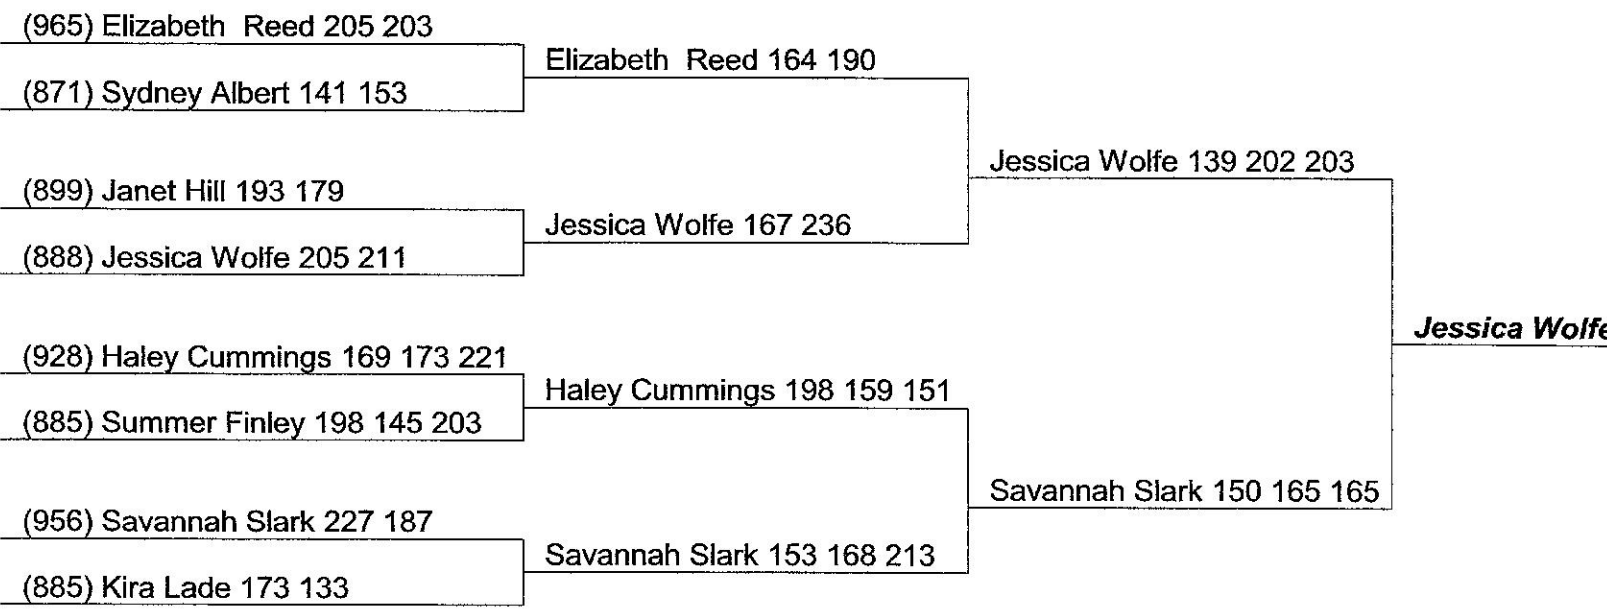 (965) Elizabeth  Reed 205 203
(871) Sydney Albert 141 153
(899) Janet Hill 193 179
(888) Jessica Wolfe 205 211
(928) Haley Cummings 169 173 221
(885) Summer Finley 198 145 203
(956) Savannah Slark 227 187
(885) Kira Lade 173 133
Elizabeth  Reed 164 190
Jessica Wolfe 167 236
Haley Cummings 198 159 151
Savannah Slark 153 168 213
Jessica Wolfe 139 202 203
Savannah Slark 150 165 165
Jessica Wolfe